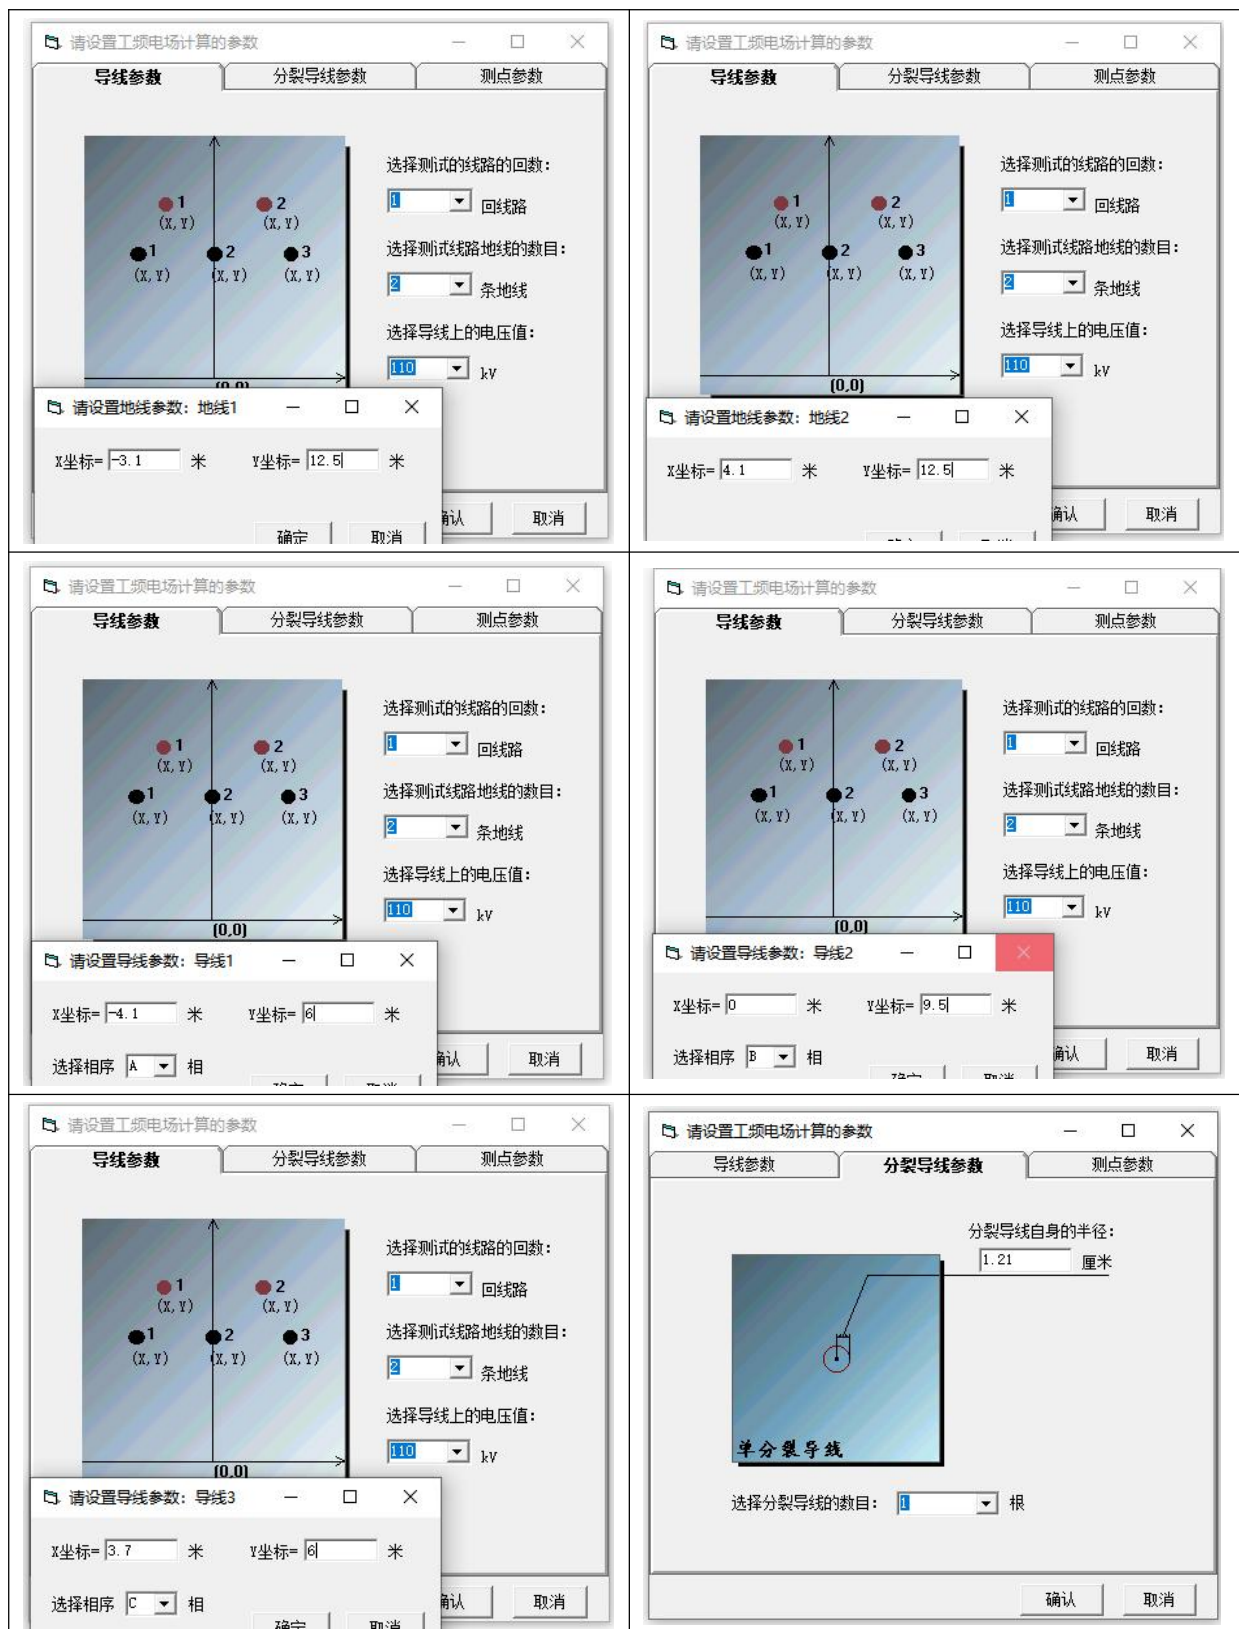 请设置工频电场计算的参数
导线参数 分裂导线参数 测点参数
选择测试的线路的回数：
1 回线路
1 2
(X,Y) (X,Y)
1 2 3
(X,Y) (X,Y) (X,Y)
选择测试线路地线的数目：
2 条地线
选择导线上的电压值：
110 kV
(0,0)
请设置地线参数：地线1
X坐标= -3.1 米 Y坐标= 12.5 米
确定 取消
确认 取消
请设置工频电场计算的参数
导线参数 分裂导线参数 测点参数
选择测试的线路的回数：
1 回线路
1 2
(X,Y) (X,Y)
1 2 3
(X,Y) (X,Y) (X,Y)
选择测试线路地线的数目：
2 条地线
选择导线上的电压值：
110 kV
(0,0)
请设置地线参数：地线2
X坐标= 4.1 米 Y坐标= 12.5 米
确认 取消
请设置工频电场计算的参数
导线参数 分裂导线参数 测点参数
选择测试的线路的回数：
1 回线路
1 2
(X,Y) (X,Y)
1 2 3
(X,Y) (X,Y) (X,Y)
选择测试线路地线的数目：
2 条地线
选择导线上的电压值：
110 kV
(0,0)
请设置导线参数：导线1
X坐标= -4.1 米 Y坐标= 6 米
选择相序 A 相
确认 取消
请设置工频电场计算的参数
导线参数 分裂导线参数 测点参数
选择测试的线路的回数：
1 回线路
1 2
(X,Y) (X,Y)
1 2 3
(X,Y) (X,Y) (X,Y)
选择测试线路地线的数目：
2 条地线
选择导线上的电压值：
110 kV
(0,0)
请设置导线参数：导线2
X坐标= 0 米 Y坐标= 9.5 米
选择相序 B 相
确认 取消
请设置工频电场计算的参数
导线参数 分裂导线参数 测点参数
选择测试的线路的回数：
1 回线路
1 2
(X,Y) (X,Y)
1 2 3
(X,Y) (X,Y) (X,Y)
选择测试线路地线的数目：
2 条地线
选择导线上的电压值：
110 kV
(0,0)
请设置导线参数：导线3
X坐标= 3.7 米 Y坐标= 6 米
选择相序 C 相
确定 取消
确认 取消
请设置工频电场计算的参数
导线参数 分裂导线参数 测点参数
分裂导线自身的半径：
1.21 厘米
单分裂导线
选择分裂导线的数目： 1 根
确认 取消